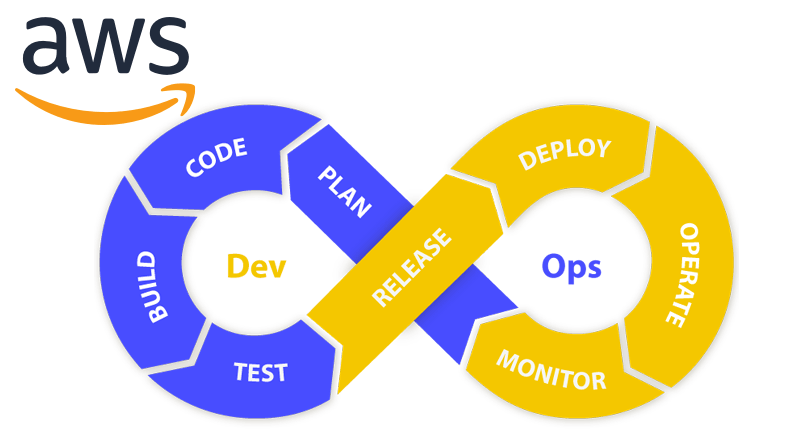 aws
PLAN
CODE
BUILD
TEST
RELEASE
DEPLOY
OPERATE
MONITOR
Dev
Ops